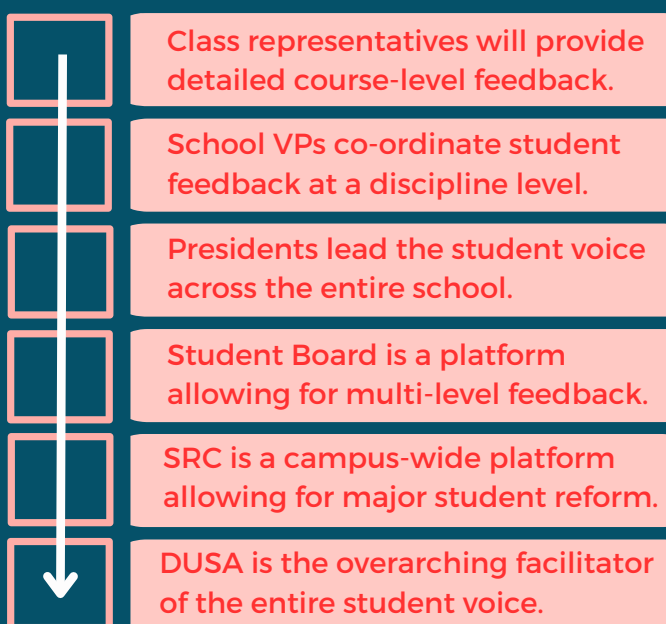 Class representatives will provide
detailed course-level feedback.
School VPs co-ordinate student
feedback at a discipline level.
Presidents lead the student voice
across the entire school.
Student Board is a platform
allowing for multi-level feedback.
SRC is a campus-wide platform
allowing for major student reform.
DUSA is the overarching facilitator
of the entire student voice.